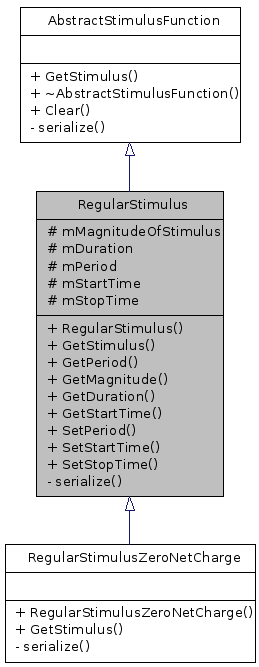 AbstractStimulusFunction
+ GetStimulus()
+ ~AbstractStimulusFunction()
+ Clear()
- serialize()
RegularStimulus
# mMagnitudeOfStimulus
# mDuration
# mPeriod
# mStartTime
# mStopTime
+ RegularStimulus()
+ GetStimulus()
+ GetPeriod()
+ GetMagnitude()
+ GetDuration()
+ GetStartTime()
+ SetPeriod()
+ SetStartTime()
+ SetStopTime()
- serialize()
RegularStimulusZeroNetCharge
+ RegularStimulusZeroNetCharge()
+ GetStimulus()
- serialize()